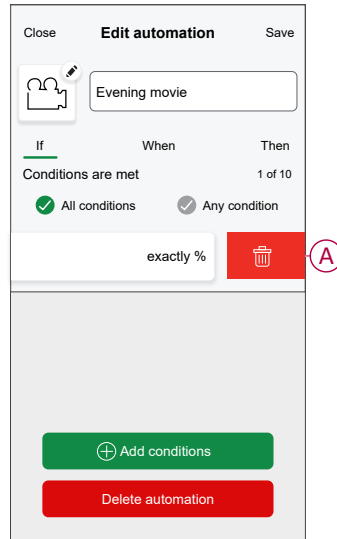 Close Edit automation Save
Evening movie
If When Then
Conditions are met 1 of 10
All conditions Any condition
exactly %
A
Add conditions
Delete automation